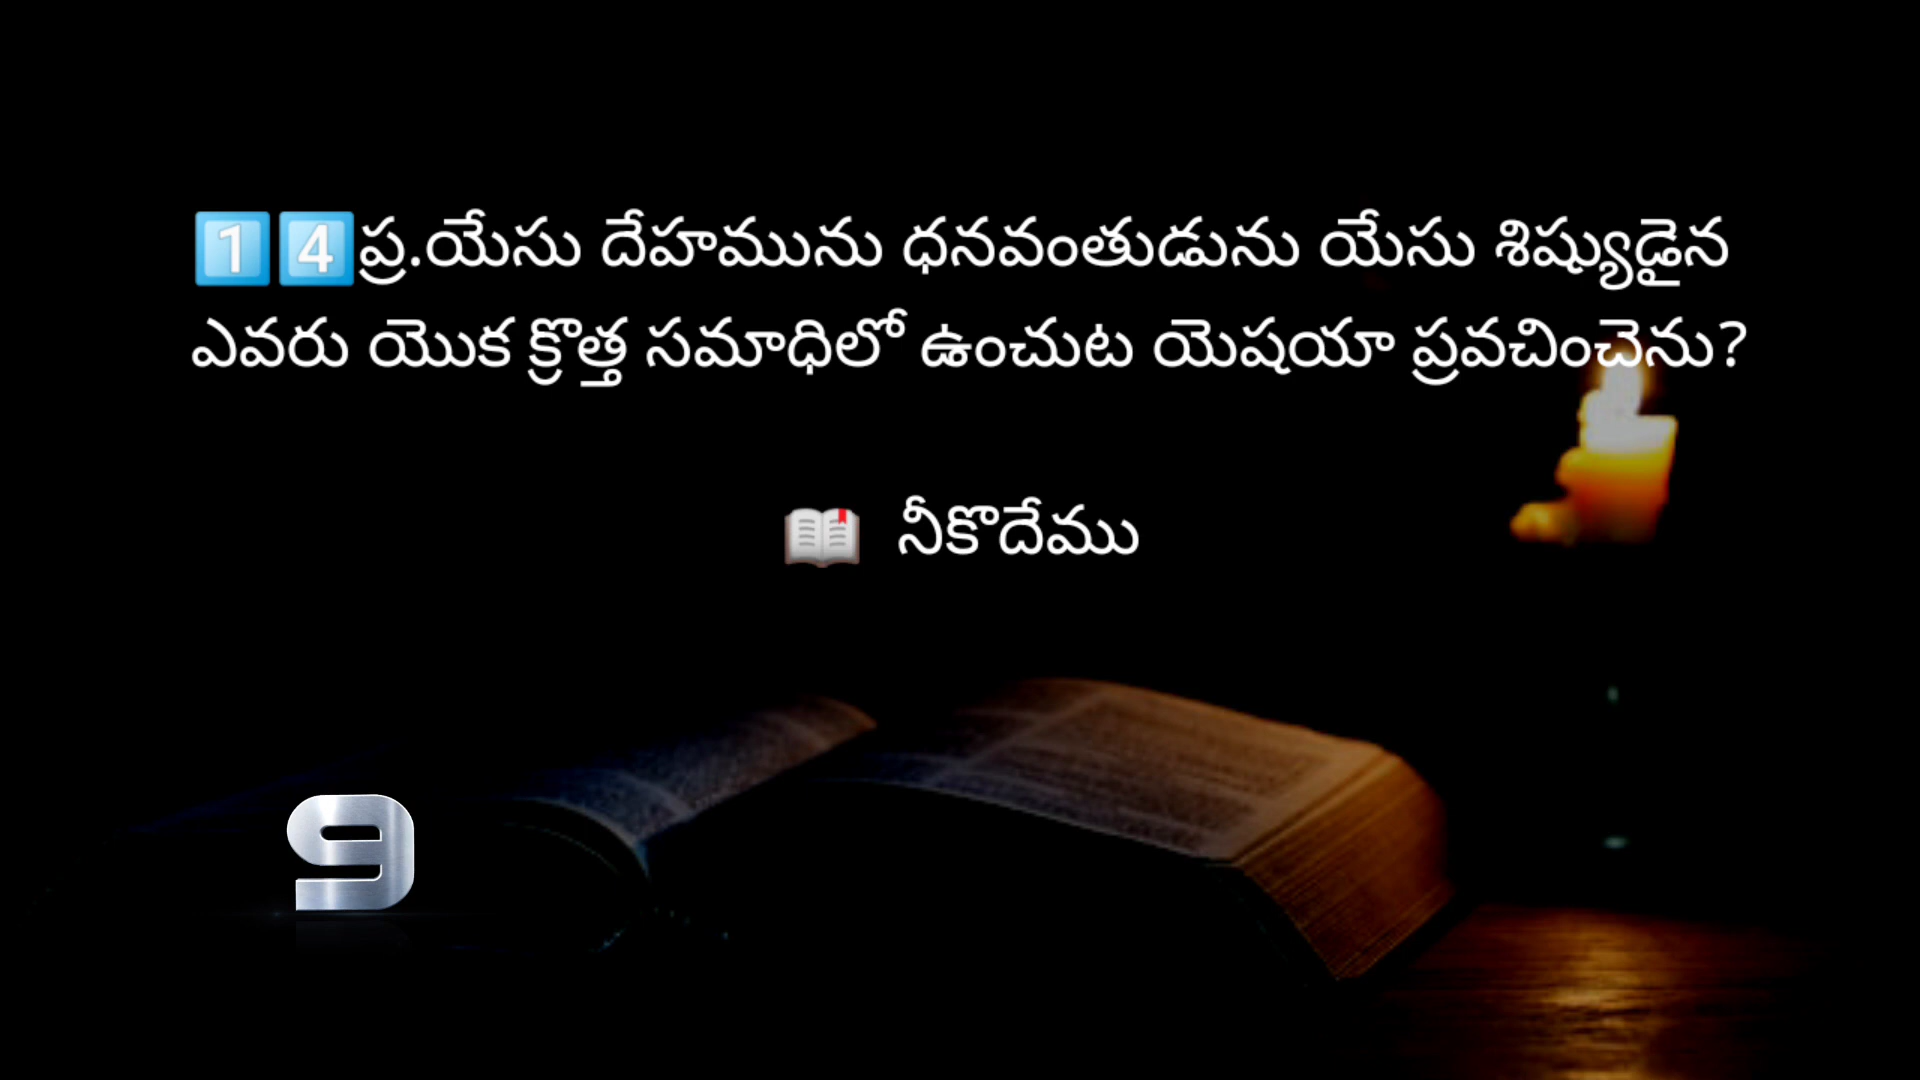 1️⃣4️⃣ప్ర.యేసు దేహమును ధనవంతుడును యేసు శిష్యుడైన
ఎవరు యొక క్రొత్త సమాధిలో ఉంచుట యెషయా ప్రవచించెను?
📖 నీకొదేము
9